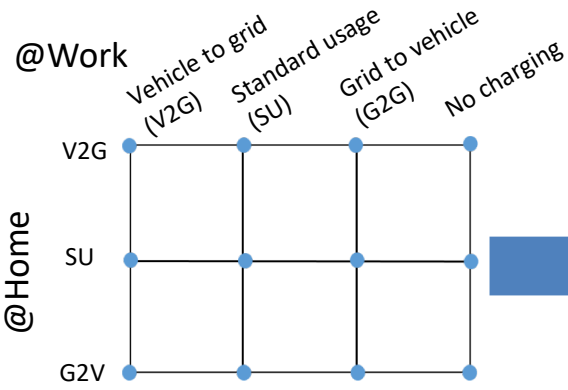 @Work
Vehicle to grid
(V2G)
Standard usage
(SU)
Grid to vehicle
(G2G)
No charging
@Home
V2G
SU
G2V